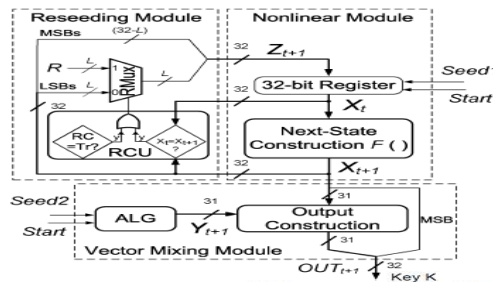 Reseeding Module
Nonlinear Module
MSBs
(32-L)
32
Z_{t+1}
R
L
1
RMux
L
LSBs
L
0
32
32-bit Register
Seed1
Start
32
X_t
RC =Tr?
y
y
X_t=X_{t+1} ?
RCU
Next-State
Construction F ( )
32
X_{t+1}
31
Seed2
Start
ALG
31
Y_{t+1}
Output
Construction
MSB
31
Vector Mixing Module
OUT_{t+1}
32
Key K